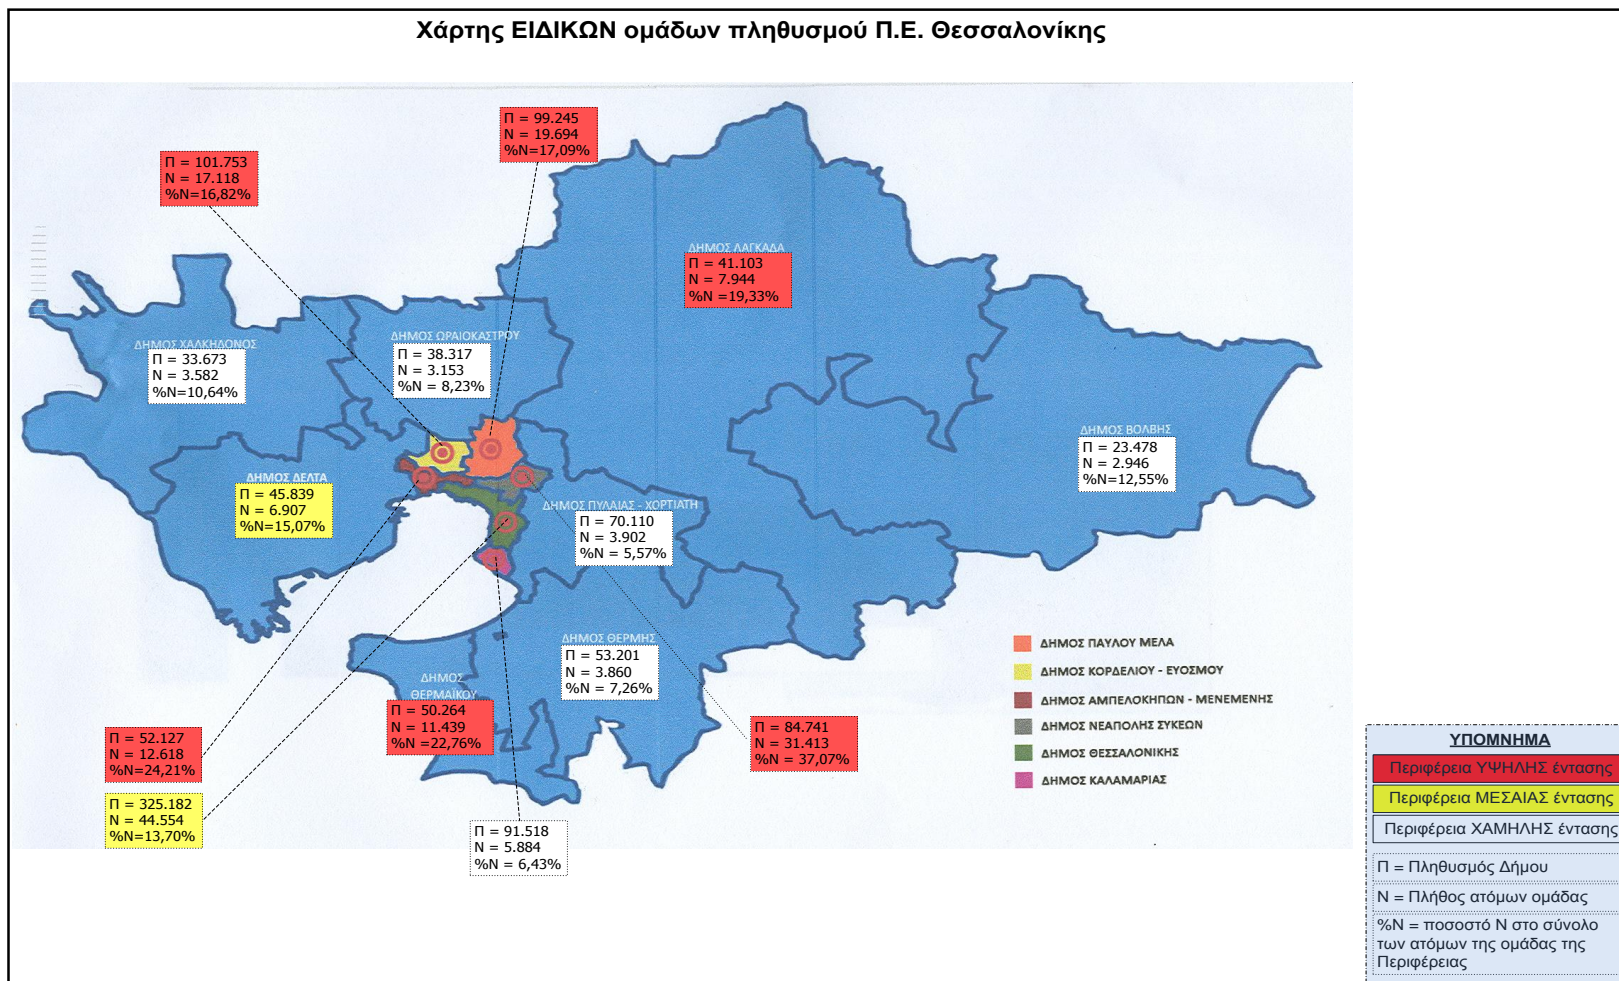 Χάρτης ΕΙΔΙΚΩΝ ομάδων πληθυσμού Π.Ε. Θεσσαλονίκης
Π = 99.245
Ν = 19.694
%Ν=17,09%
Π = 101.753
Ν = 17.118
%Ν=16,82%
ΔΗΜΟΣ ΛΑΓΚΑΔΑ
Π = 41.103
Ν = 7.944
%Ν =19,33%
ΔΗΜΟΣ ΧΑΛΚΗΔΟΝΟΣ
Π = 33.673
Ν = 3.582
%Ν=10,64%
ΔΗΜΟΣ ΩΡΑΙΟΚΑΣΤΡΟΥ
Π = 38.317
Ν = 3.153
%Ν = 8,23%
ΔΗΜΟΣ ΒΟΛΒΗΣ
Π = 23.478
Ν = 2.946
%Ν=12,55%
ΔΗΜΟΣ ΔΕΛΤΑ
Π = 45.839
Ν = 6.907
%Ν=15,07%
ΔΗΜΟΣ ΠΥΛΑΙΑΣ - ΧΟΡΤΙΑΤΗ
Π = 70.110
Ν = 3.902
%Ν = 5,57%
ΔΗΜΟΣ ΘΕΡΜΗΣ
Π = 53.201
Ν = 3.860
%Ν = 7,26%
ΔΗΜΟΣ
ΘΕΡΜΑΪΚΟΥ
Π = 50.264
Ν = 11.439
%Ν =22,76%
Π = 52.127
Ν = 12.618
%Ν=24,21%
Π = 325.182
Ν = 44.554
%Ν=13,70%
Π = 91.518
Ν = 5.884
%Ν = 6,43%
Π = 84.741
Ν = 31.413
%Ν = 37,07%
ΔΗΜΟΣ ΠΑΥΛΟΥ ΜΕΛΑ
ΔΗΜΟΣ ΚΟΡΔΕΛΙΟΥ - ΕΥΟΣΜΟΥ
ΔΗΜΟΣ ΑΜΠΕΛΟΚΗΠΩΝ - ΜΕΝΕΜΕΝΗΣ
ΔΗΜΟΣ ΝΕΑΠΟΛΗΣ ΣΥΚΕΩΝ
ΔΗΜΟΣ ΘΕΣΣΑΛΟΝΙΚΗΣ
ΔΗΜΟΣ ΚΑΛΑΜΑΡΙΑΣ
ΥΠΟΜΝΗΜΑ
Περιφέρεια ΥΨΗΛΗΣ έντασης
Περιφέρεια ΜΕΣΑΙΑΣ έντασης
Περιφέρεια ΧΑΜΗΛΗΣ έντασης
Π = Πληθυσμός Δήμου
Ν = Πλήθος ατόμων ομάδας
%Ν = ποσοστό Ν στο σύνολο
των ατόμων της ομάδας της
Περιφέρειας